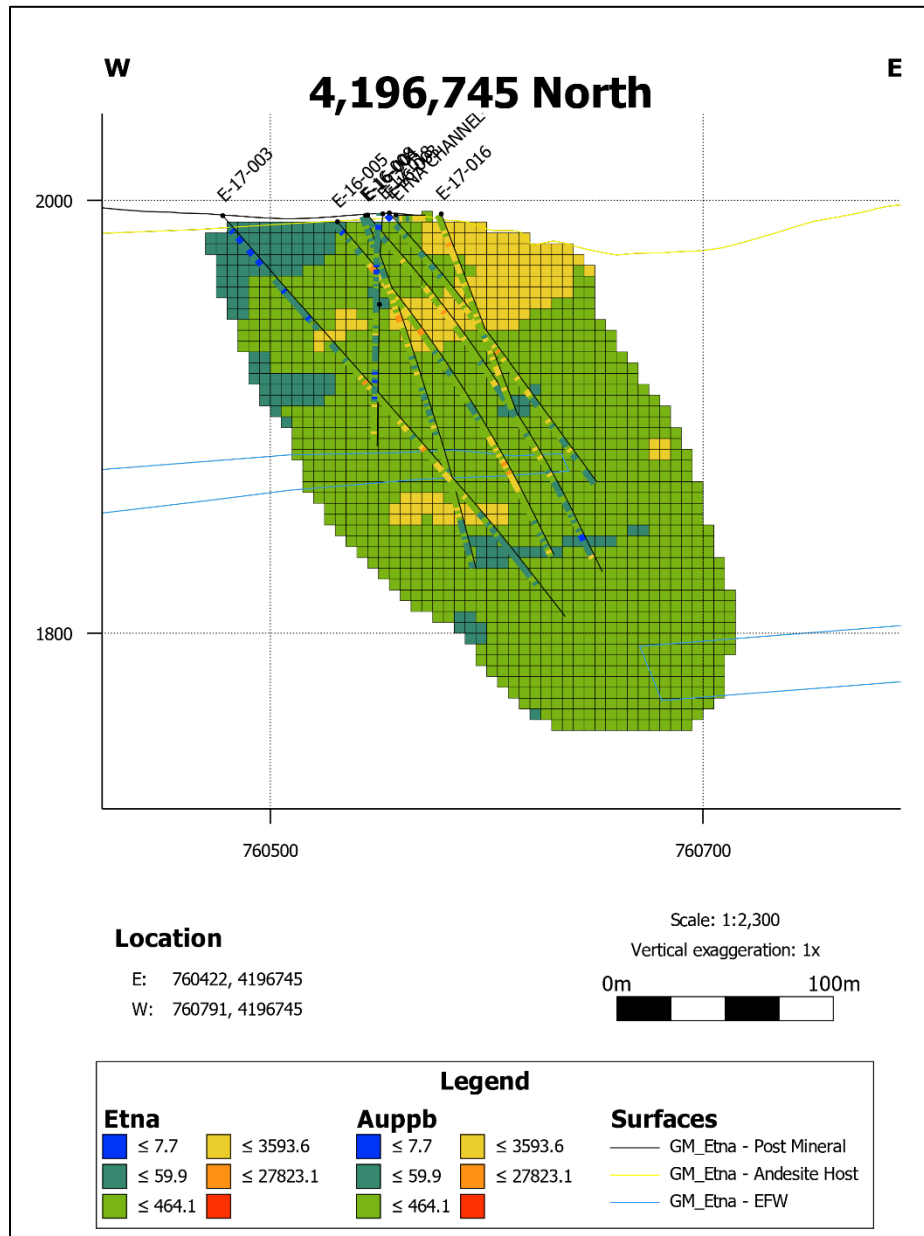 W
E
4,196,745 North
E-17-003
E-16-005
E-16-009
ETNA CHANNEL
E-17-016
2000
1800
760500
760700
Location
E: 760422, 4196745
W: 760791, 4196745
Scale: 1:2,300
Vertical exaggeration: 1x
0m
100m
Legend
Etna
≤ 7.7
≤ 3593.6
≤ 59.9
≤ 27823.1
≤ 464.1
Auppb
≤ 7.7
≤ 3593.6
≤ 59.9
≤ 27823.1
≤ 464.1
Surfaces
GM_Etna - Post Mineral
GM_Etna - Andesite Host
GM_Etna - EFW